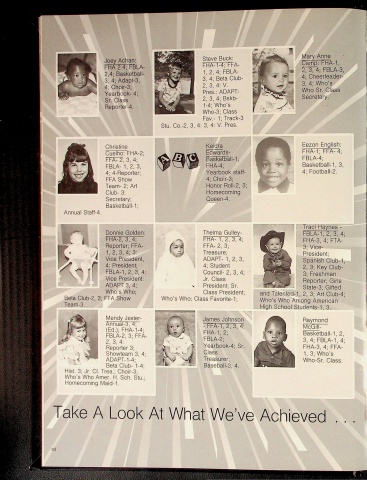 Joey Achan:
FHA-2,4; FBLA-
2,4; Basketball-
3, 4; Adapt-3,
4; Choir-3;
Yearbook-4;
Sr. Class
Reporter-4.
Steve Buck:
FHA-1-4; FFA-
1, 2, 4; FBLA-
3, 4; Beta Club-
2, 3, 4; V.
Pres.; ADAPT-
2, 3, 4; Bskb-
1-4; Who's
Who-3; Class
Fav.- 1; Track-3
Stu. Co.-2, 3, 4; 3, 4; V. Pres.
Mary Anne
Camp: FHA-1,
2, 3, 4; FBLA-3,
4; Cheerleader-
3, 4; Who's
Who-Sr. Class
Secretary.
Christine
Cuelho: FHA-2;
FFA- 2, 3, 4;
FBLA- 1, 2, 3,
4; 4-Reporter;
FFA Show
Team- 2; Art
Club- 3;
Secretary;
Basketball-1;
Annual Staff-4.
A B C
Keicha
Edwards-
Basketball-1;
FHA-4;
Yearbook staff-
4; Choir-3;
Honor Roll-2, 3;
Homecoming
Queen-4.
Eezon English:
FHA-1; FFA- 4;
FBLA-4;
Basketball-1, 3,
4; Football-2.
Donnie Golden:
FHA-2, 3, 4;
Reporter; FFA-
1, 2, 3, 4; 3-
Vice President,
4; President;
FBLA-1, 2, 3, 4;
Vice President
ADAPT 3, 4;
Who's Who;
Beta Club-2, 3; FFA Show
Team-3.
Thelma Gulley-
FHA- 1, 2, 3, 4;
FFA- 2, 3;
Treasurer;
ADAPT- 1, 2, 3,
4; Student
Council- 2, 3, 4;
Jr. Class
President; Sr.
Class President;
Who's Who; Class Favorite-1;
Traci Haynes -
FBLA-1, 2, 3, 4;
FHA-3, 4; FTA-
3; Vice-
President;
Spanish Club-1,
2, 3; Key Club-
3; Freshman
Reporter; Girls
State-3; Gifted
and Talented-1, 2, 3; Art Club-4;
Who's Who Among American
High School Students-1, 3,
Mendy Jeeter-
Annual-3, 4;
(Ed.), FHA-1-4;
FBLA-2, 3; FFA-
2, 3, 4;
Reporter 3;
Showteam 3, 4;
ADAPT-1-4;
Beta Club- 1-4;
Hist. 3; Jr. Cl. Trea., Choir-3,
Who's Who Amer. H. Sch. Stu.;
Homecoming Maid-1.
James Johnson
- FFA-1, 2, 3, 4;
FHA-1, 2;
FBLA-2;
Yearbook-4; Sr.
Class
Treasurer;
Baseball-3, 4.
Raymond
McGill-
Basketball-1, 2,
3, 4; FBLA-1, 4;
FHA-3, 4; FFA-
1, 3, Who's
Who-Sr. Class.
Take A Look At What We've Achieved . . .